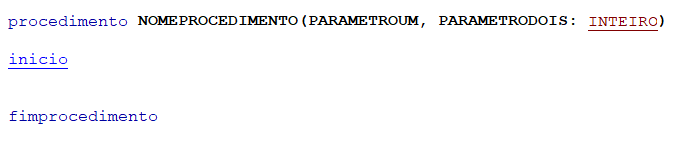 procedimento NOMEPROCEDIMENTO(PARAMETROUM, PARAMETRODOIS: INTEIRO)
inicio
fimprocedimento